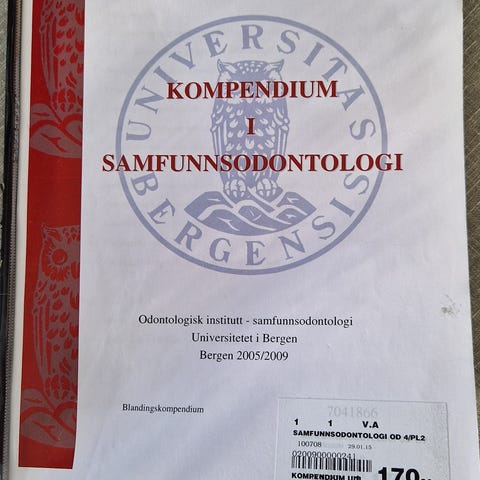 UNIVERSITAS
BERGENSIS
KOMPENDIUM
I
SAMFUNNSODONTOLOGI
Odontologisk institutt - samfunnsodontologi
Universitetet i Bergen
Bergen 2005/2009
Blandingskompendium
7041866
1 1 V.A
SAMFUNNSODONTOLOGI OD 4/PL2
100708 29.01.15
0200900000241
KOMPENDIUM
170